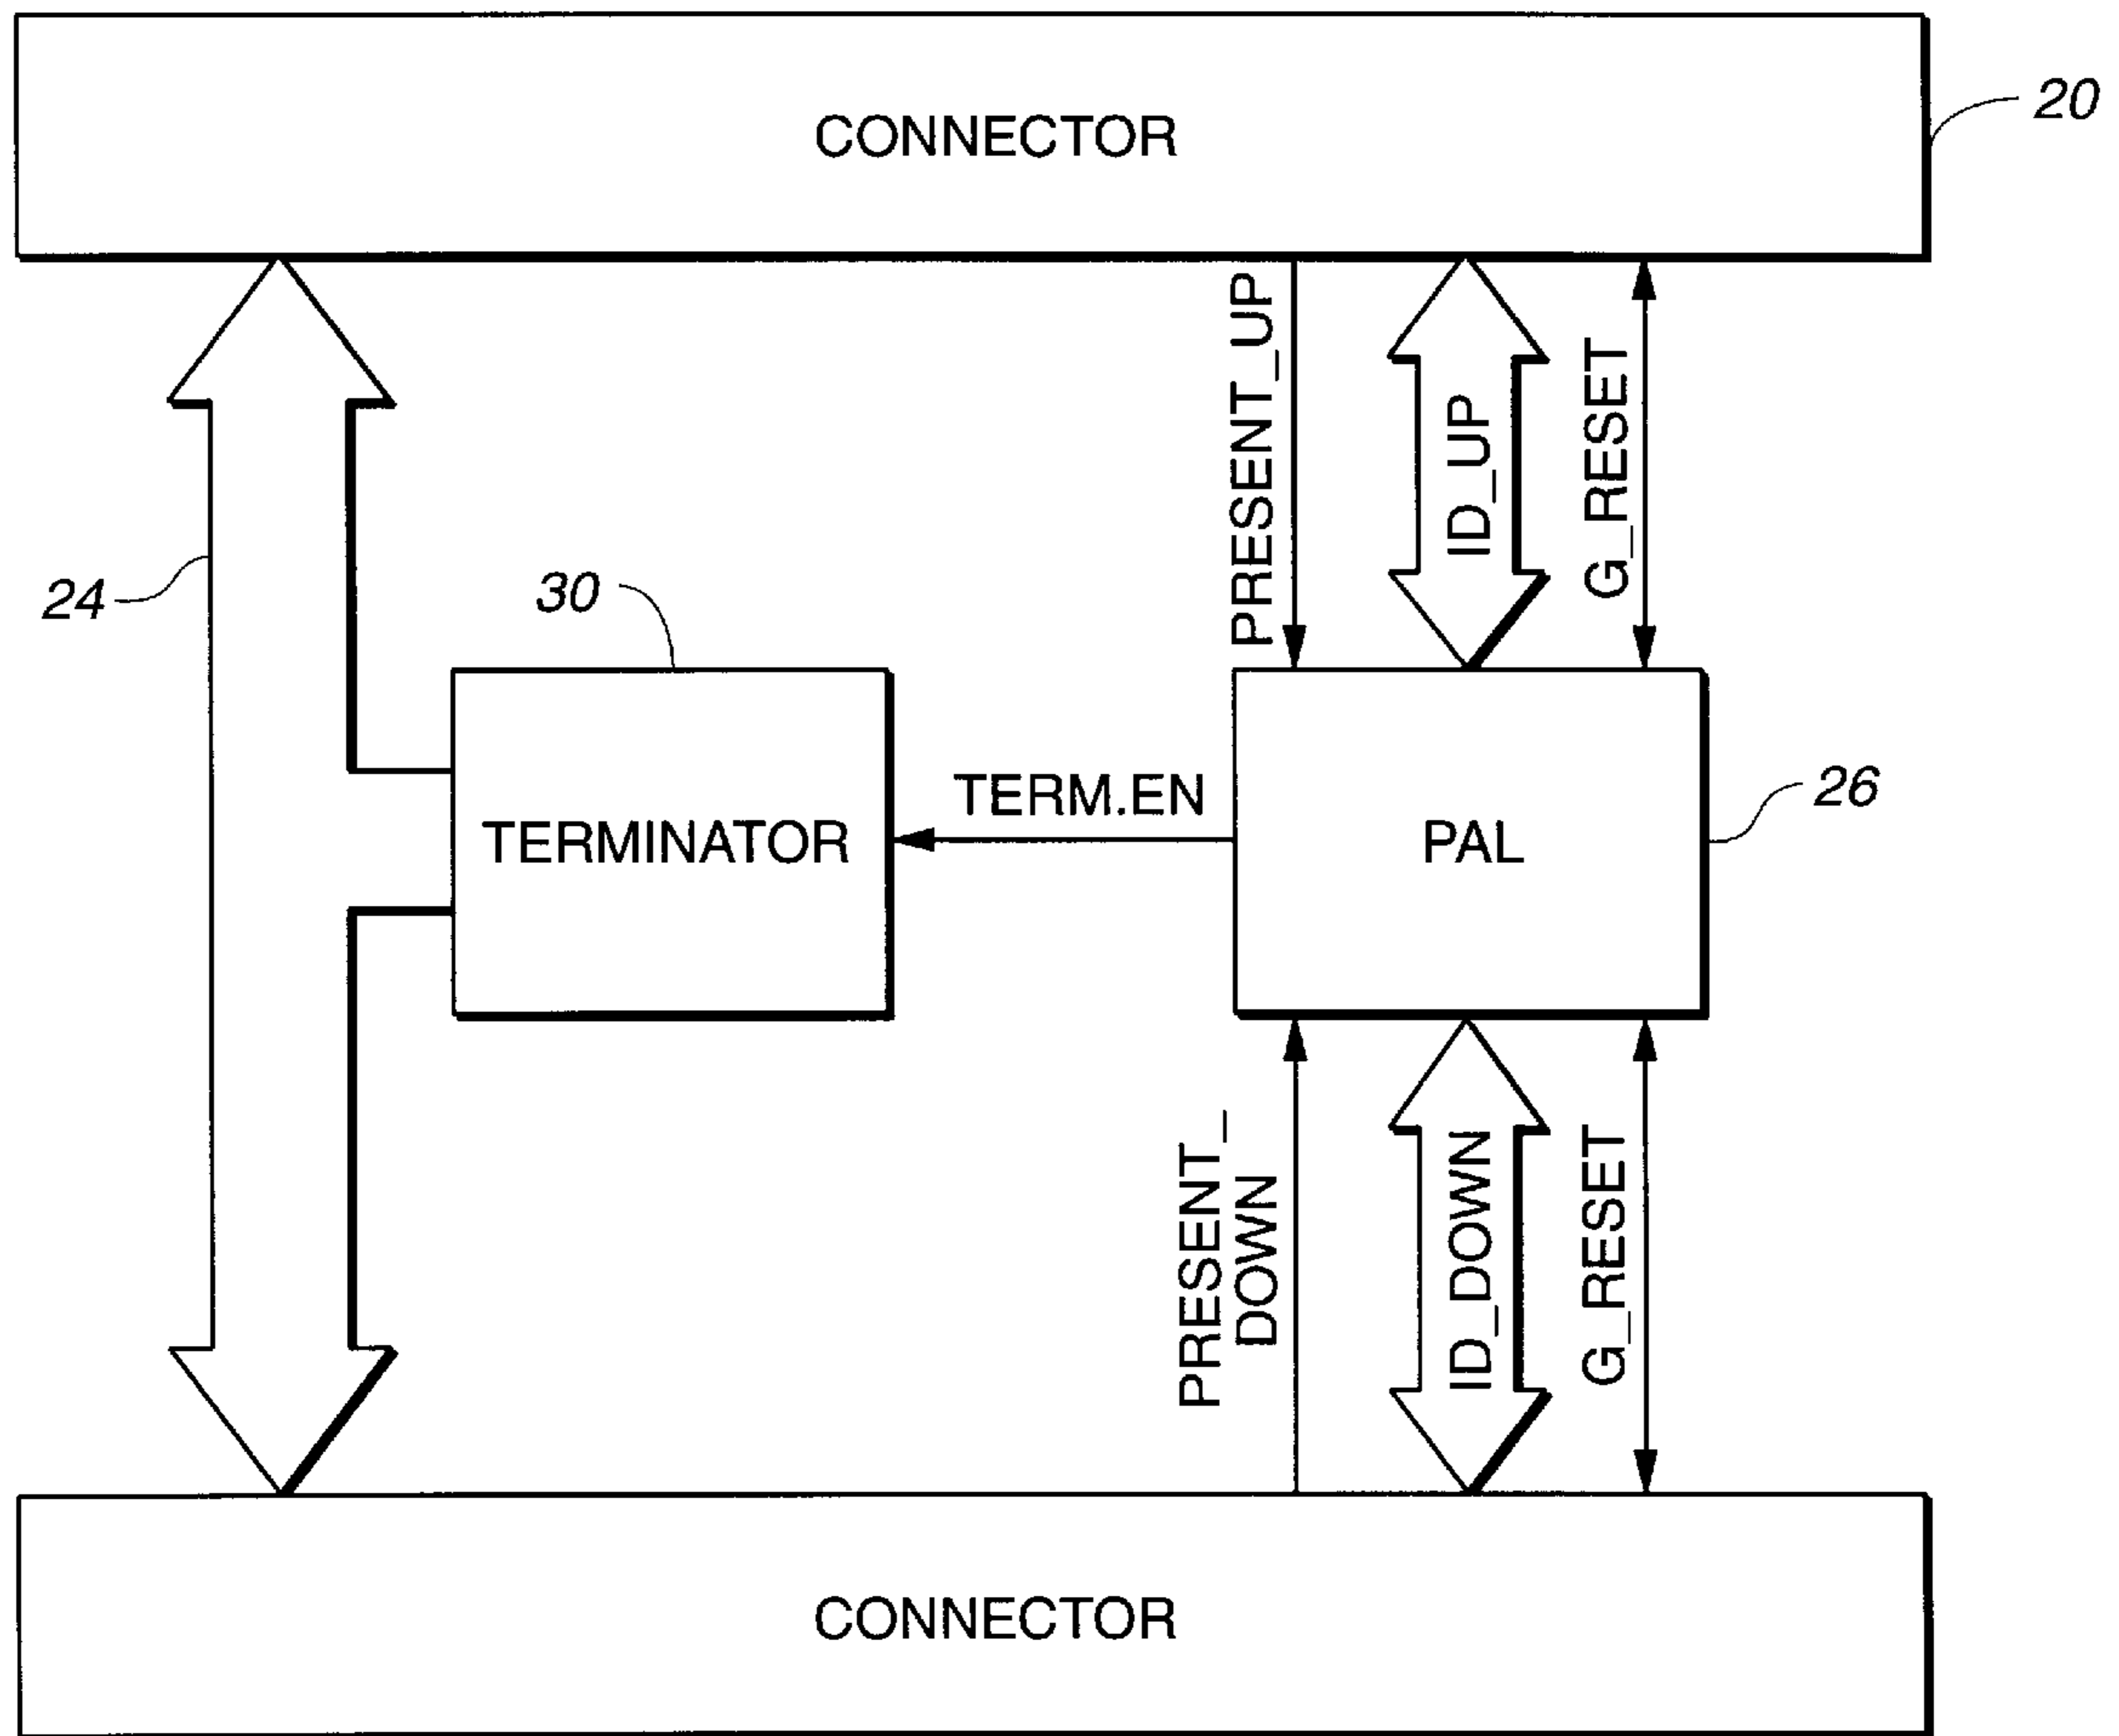 CONNECTOR
20
PRESENT_UP
ID_UP
G_RESET
24
30
TERMINATOR
TERM.EN
PAL
26
PRESENT_
DOWN
ID_DOWN
G_RESET
CONNECTOR